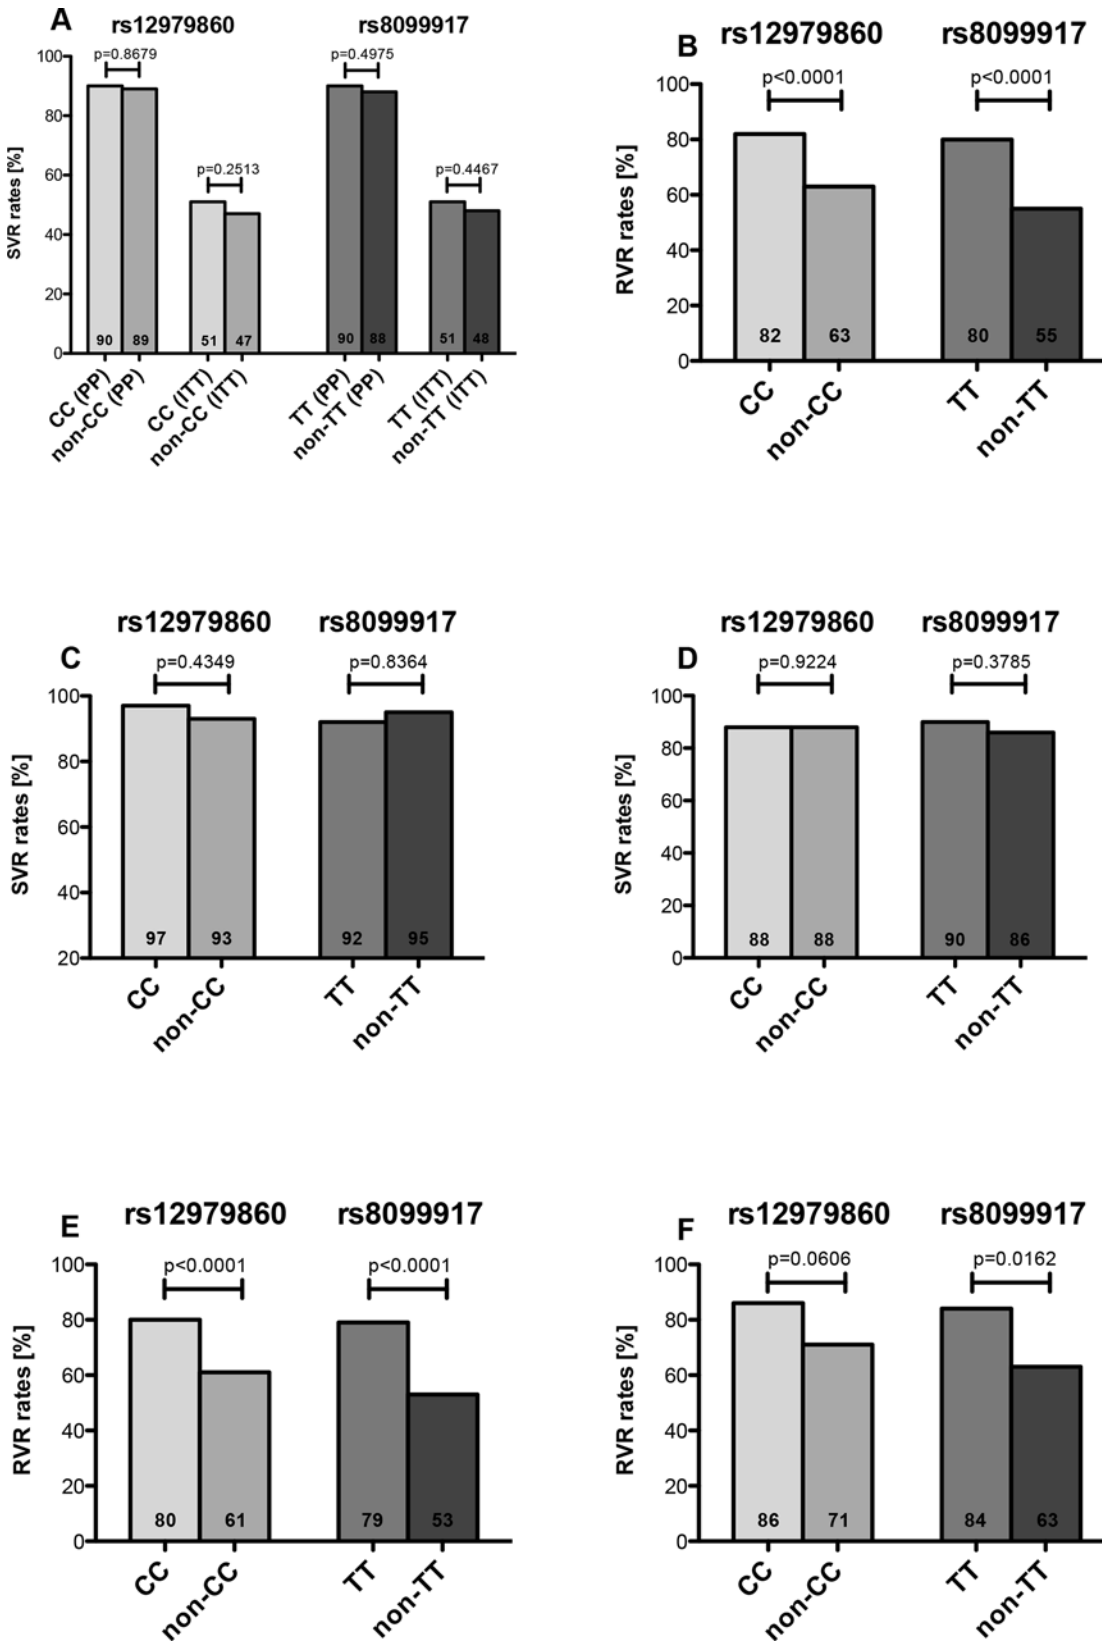 A
rs12979860 rs8099917
p=0.8679 p=0.4975
p=0.2513 p=0.4467
SVR rates [%]
100
80
60
40
20
0
90 89 51 47 90 88 51 48
CC (PP)
non-CC (PP)
CC (ITT)
non-CC (ITT)
TT (PP)
non-TT (PP)
TT (ITT)
non-TT (ITT)
B
rs12979860 rs8099917
p<0.0001 p<0.0001
RVR rates [%]
100
80
60
40
20
0
82 63 80 55
CC
non-CC
TT
non-TT
rs12979860 rs8099917
C
p=0.4349 p=0.8364
SVR rates [%]
100
80
60
40
20
97 93 92 95
CC
non-CC
TT
non-TT
rs12979860 rs8099917
D
p=0.9224 p=0.3785
SVR rates [%]
100
80
60
40
20
0
88 88 90 86
CC
non-CC
TT
non-TT
E
rs12979860 rs8099917
p<0.0001 p<0.0001
RVR rates [%]
100
80
60
40
20
0
80 61 79 53
CC
non-CC
TT
non-TT
F
rs12979860 rs8099917
p=0.0606 p=0.0162
RVR rates [%]
100
80
60
40
20
0
86 71 84 63
CC
non-CC
TT
non-TT